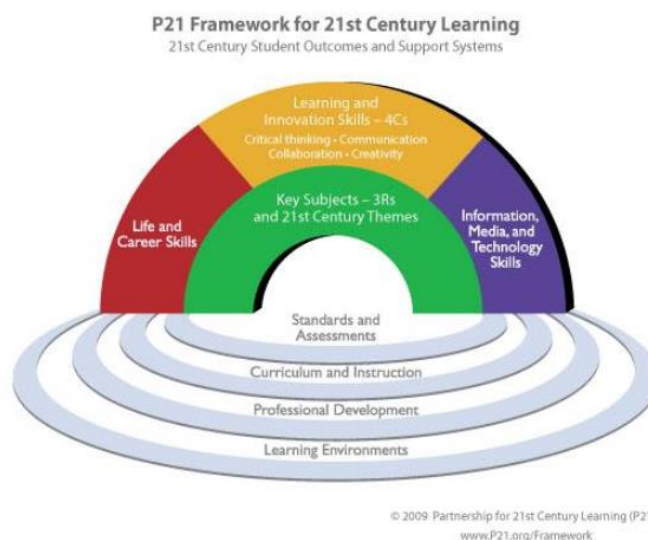 P21 Framework for 21st Century Learning
21st Century Student Outcomes and Support Systems
Learning and
Innovation Skills – 4Cs
Critical thinking • Communication
Collaboration • Creativity
Key Subjects – 3Rs
and 21st Century Themes
Life and
Career Skills
Information,
Media, and
Technology
Skills
Standards and
Assessments
Curriculum and Instruction
Professional Development
Learning Environments
© 2009 Partnership for 21st Century Learning (P21
www.P21.org/Framework